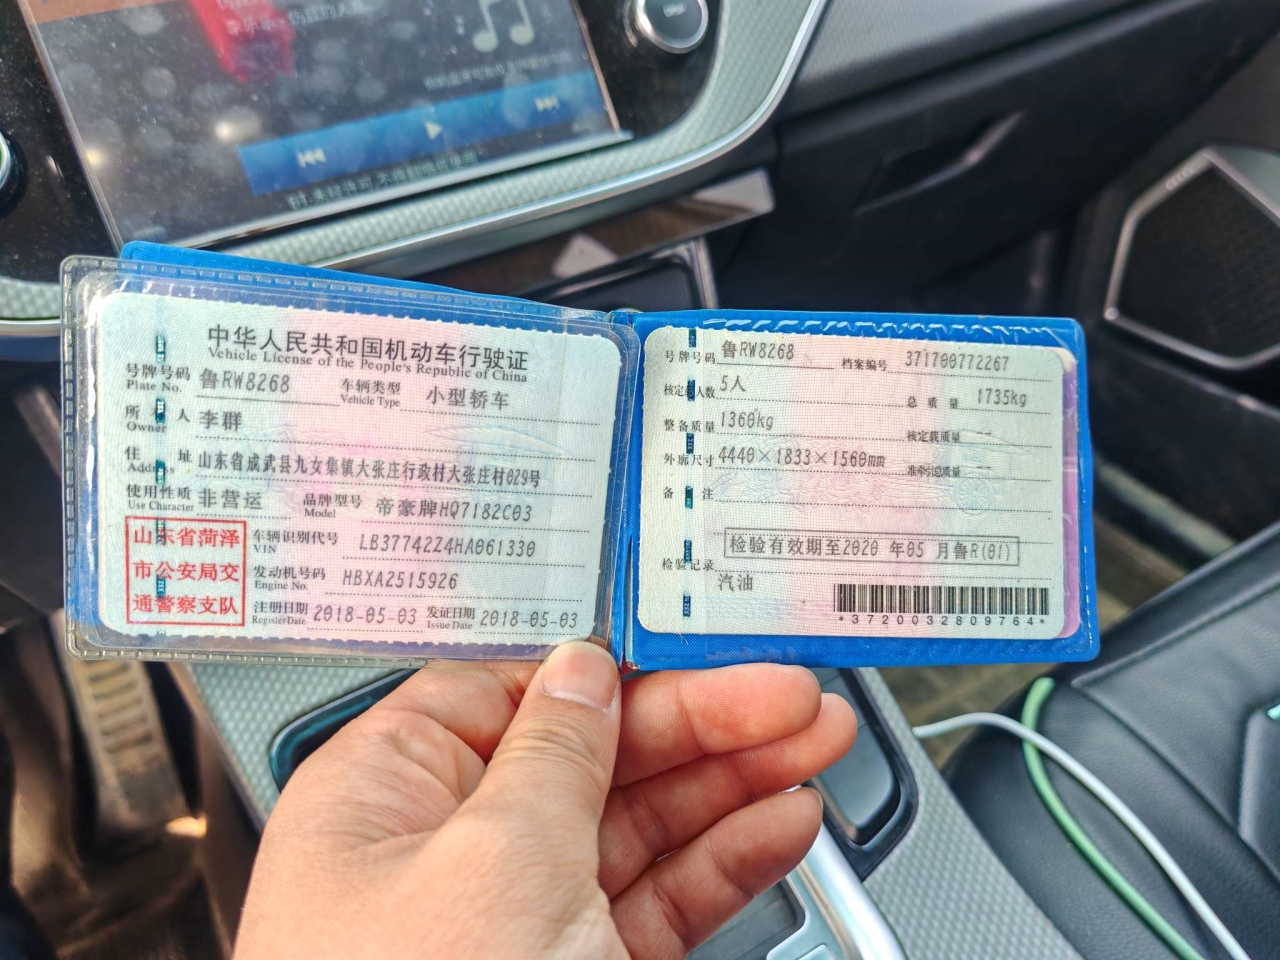 中华人民共和国机动车行驶证
Vehicle License of the People's Republic of China
号牌号码 鲁RW8268 车辆类型 小型轿车
Plate No. Vehicle Type
所有人 李群
Owner
住址 山东省成武县九女集镇大张庄行政村大张庄村029号
Address
使用性质 非营运 品牌型号 帝豪牌HQ7182C03
Use Character Model
山东省菏泽
市公安局交
通警察支队
车辆识别代号 LB37742Z4HA061330
VIN
发动机号码 HBXA2515926
Engine No.
注册日期 2018-05-03 发证日期 2018-05-03
Register Date Issue Date
号牌号码 鲁RW8268 档案编号 371700772267
核定载人数 5人 总质量 1735kg
整备质量 1360kg 核定载质量 --
外廓尺寸 4440×1833×1560mm 准牵引总质量 --
备注
检验有效期至2020年05月鲁R(01)
检验记录
汽油
*3720032809764*